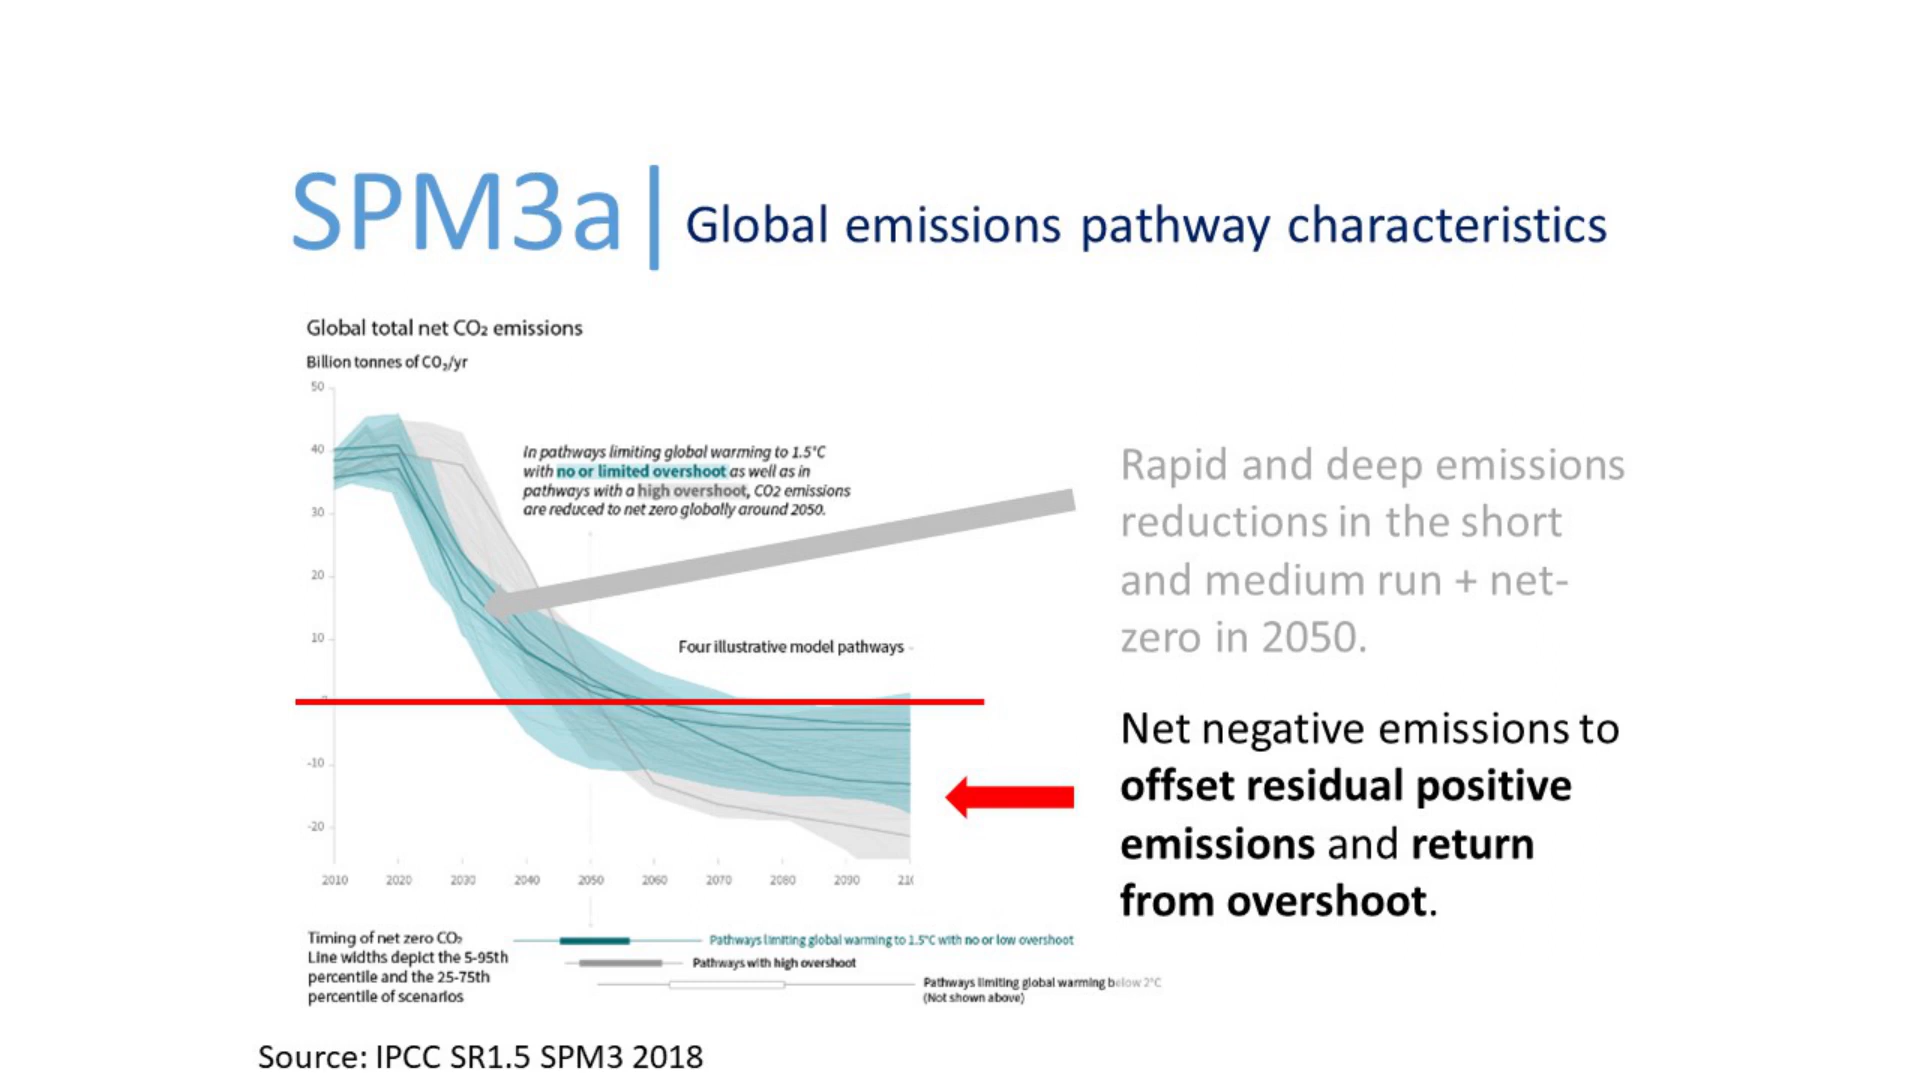 SPM3a| Global emissions pathway characteristics
Global total net CO₂ emissions
Billion tonnes of CO₂/yr
50
40
30
20
10
-10
-20
In pathways limiting global warming to 1.5°C
with no or limited overshoot as well as in
pathways with a high overshoot, CO2 emissions
are reduced to net zero globally around 2050.
Four illustrative model pathways
2010 2020 2030 2040 2050 2060 2070 2080 2090
Rapid and deep emissions
reductions in the short
and medium run + net-
zero in 2050.
Net negative emissions to
offset residual positive
emissions and return
from overshoot.
Timing of net zero CO₂
Line widths depict the 5-95th
percentile and the 25-75th
percentile of scenarios
Pathways limiting global warming to 1.5°C with no or low overshoot
Pathways with high overshoot
Pathways limiting global warming below 2°C
(Not shown above)
Source: IPCC SR1.5 SPM3 2018